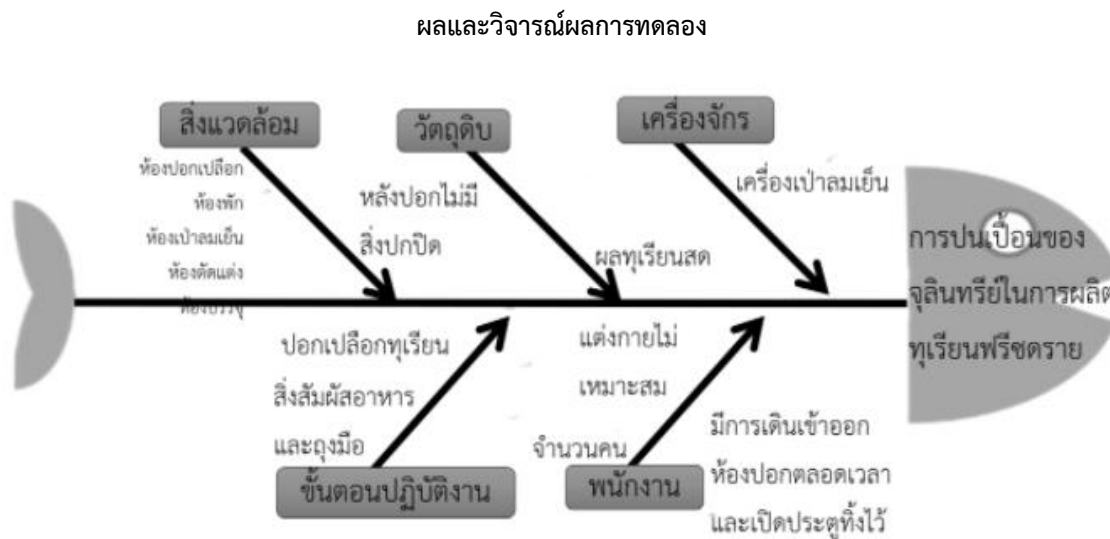 ผลและวิจารณ์ผลการทดลอง
สิ่งแวดล้อม
ห้องปอกเปลือก
ห้องพัก
ห้องเป่าลมเย็น
ห้องตัดแต่ง
ห้องบรรจุ
วัตถุดิบ
หลังปอกไม่มี
สิ่งปกปิด
ผลทุเรียนสด
เครื่องจักร
เครื่องเป่าลมเย็น
การปนเปื้อนของ
จุลินทรีย์ในการผลิต
ทุเรียนฟรีซดราย
ปอกเปลือกทุเรียน
สิ่งสัมผัสอาหาร
และถุงมือ
ขั้นตอนปฏิบัติงาน
แต่งกายไม่
เหมาะสม
จำนวนคน
พนักงาน
มีการเดินเข้าออก
ห้องปอกตลอดเวลา
และเปิดประตูทิ้งไว้